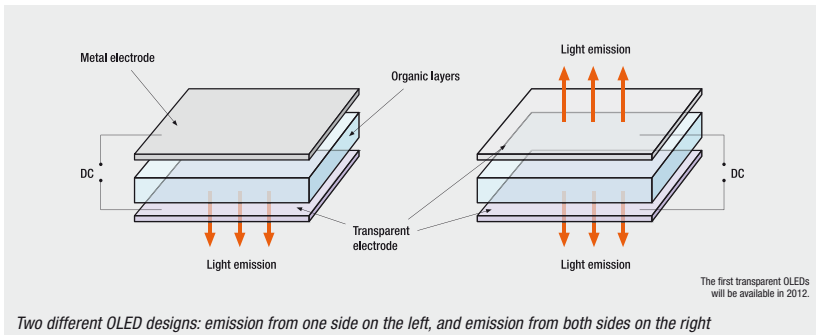 Metal electrode
Organic layers
DC
Light emission
Light emission
Transparent
electrode
DC
Light emission
The first transparent OLEDs
will be available in 2012.
Two different OLED designs: emission from one side on the left, and emission from both sides on the right